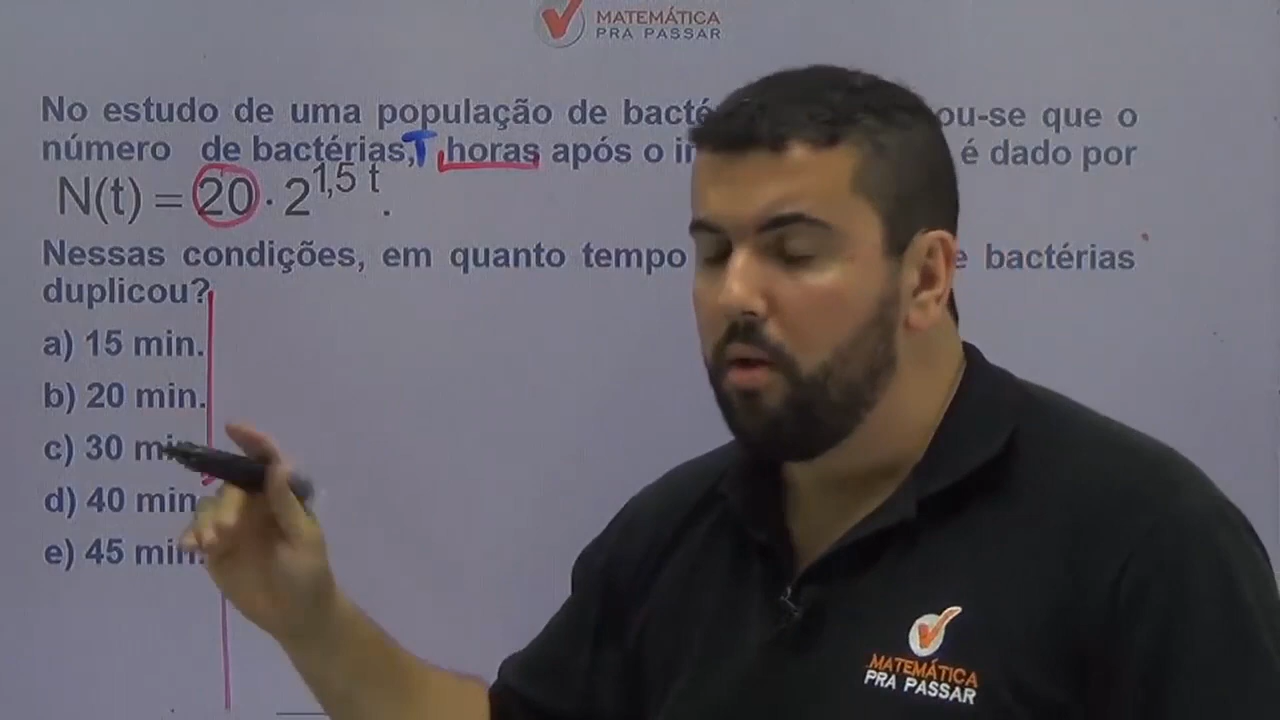 MATEMÁTICA
PRA PASSAR
No estudo de uma população de ou-se que o
número de bactérias, T horas após o é dado por
N(t) = 20 · 2^1,5 t.
Nessas condições, em quanto tempo bactérias
duplicou?
a) 15 min.
b) 20 min.
c) 30
d) 40 min
e) 45 min.
MATEMÁTICA
PRA PASSAR